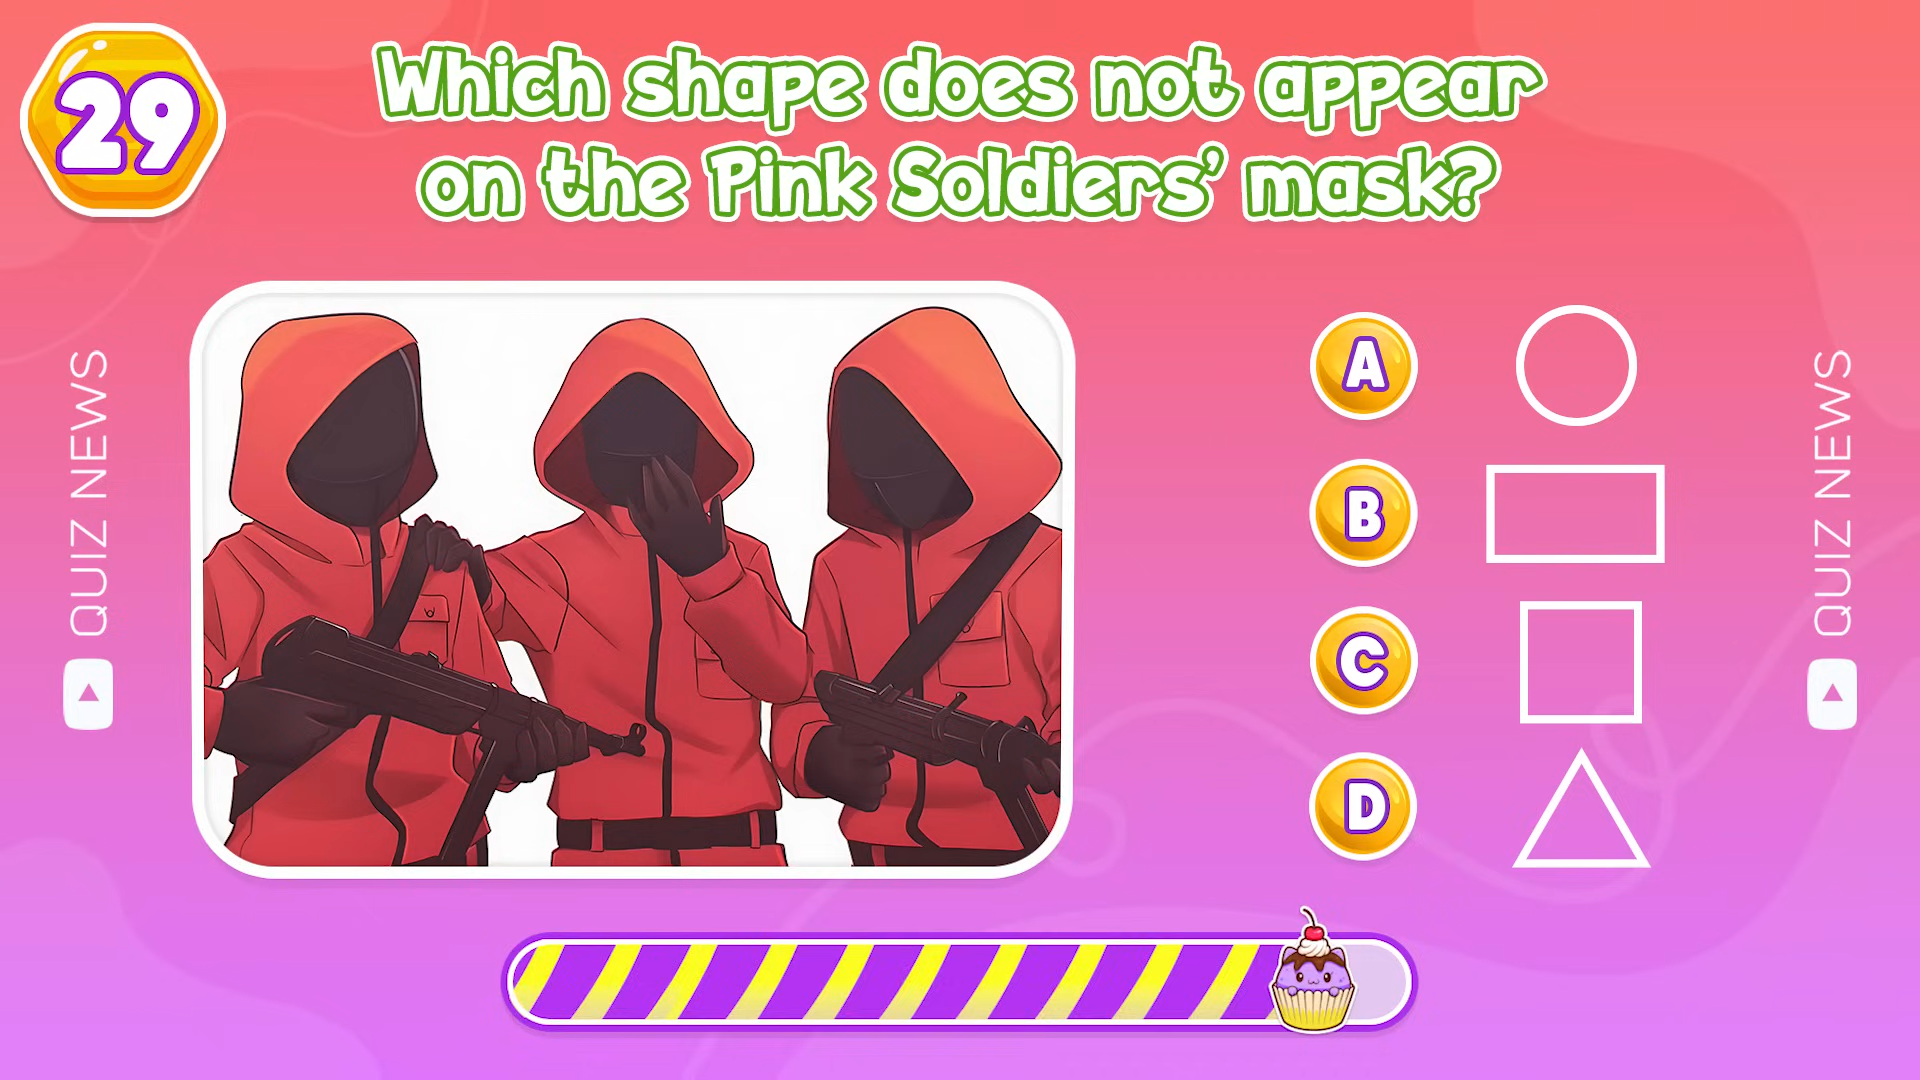 29
Which shape does not appear
on the Pink Soldiers' mask?
QUIZ NEWS
A
B
C
D
QUIZ NEWS